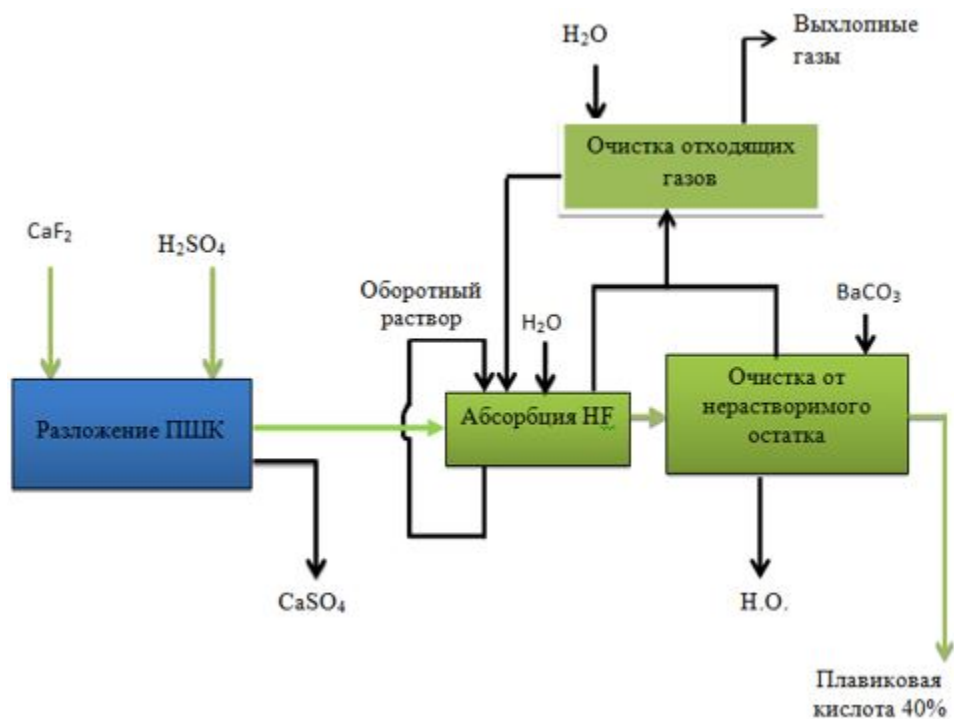 H₂O
Выхлопные
газы
Очистка отходящих
газов
CaF₂
H₂SO₄
Оборотный
раствор
H₂O
BaCO₃
Разложение ПШК
Абсорбция HF
Очистка от
нерастворимого
остатка
CaSO₄
Н.О.
Плавиковая
кислота 40%